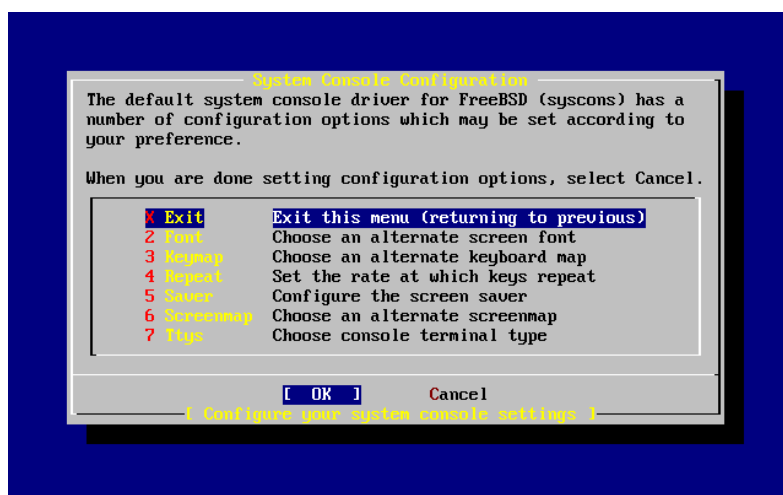 System Console Configuration
The default system console driver for FreeBSD (syscons) has a
number of configuration options which may be set according to
your preference.
When you are done setting configuration options, select Cancel.
X Exit Exit this menu (returning to previous)
2 Font Choose an alternate screen font
3 Keymap Choose an alternate keyboard map
4 Repeat Set the rate at which keys repeat
5 Saver Configure the screen saver
6 Screenmap Choose an alternate screenmap
7 Ttys Choose console terminal type
[ OK ] Cancel
[ Configure your system console settings ]